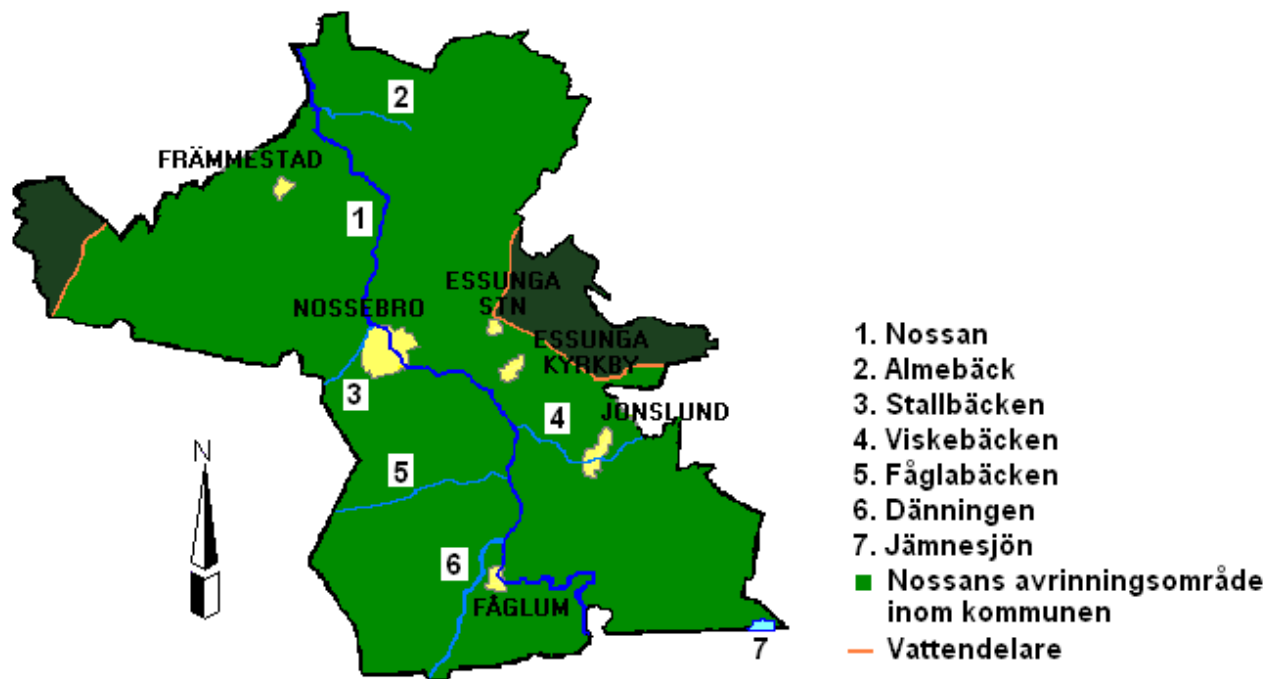 2
FRÄMMESTAD
1
ESSUNGA
STN
NOSSEBRO
ESSUNGA
KYRKBY
3
JONSLUND
4
N
5
6
FÅGLUM
7
1. Nossan
2. Almebäck
3. Stallbäcken
4. Viskebäcken
5. Fåglabäcken
6. Dänningen
7. Jämnesjön
Nossans avrinningsområde
inom kommunen
Vattendelare